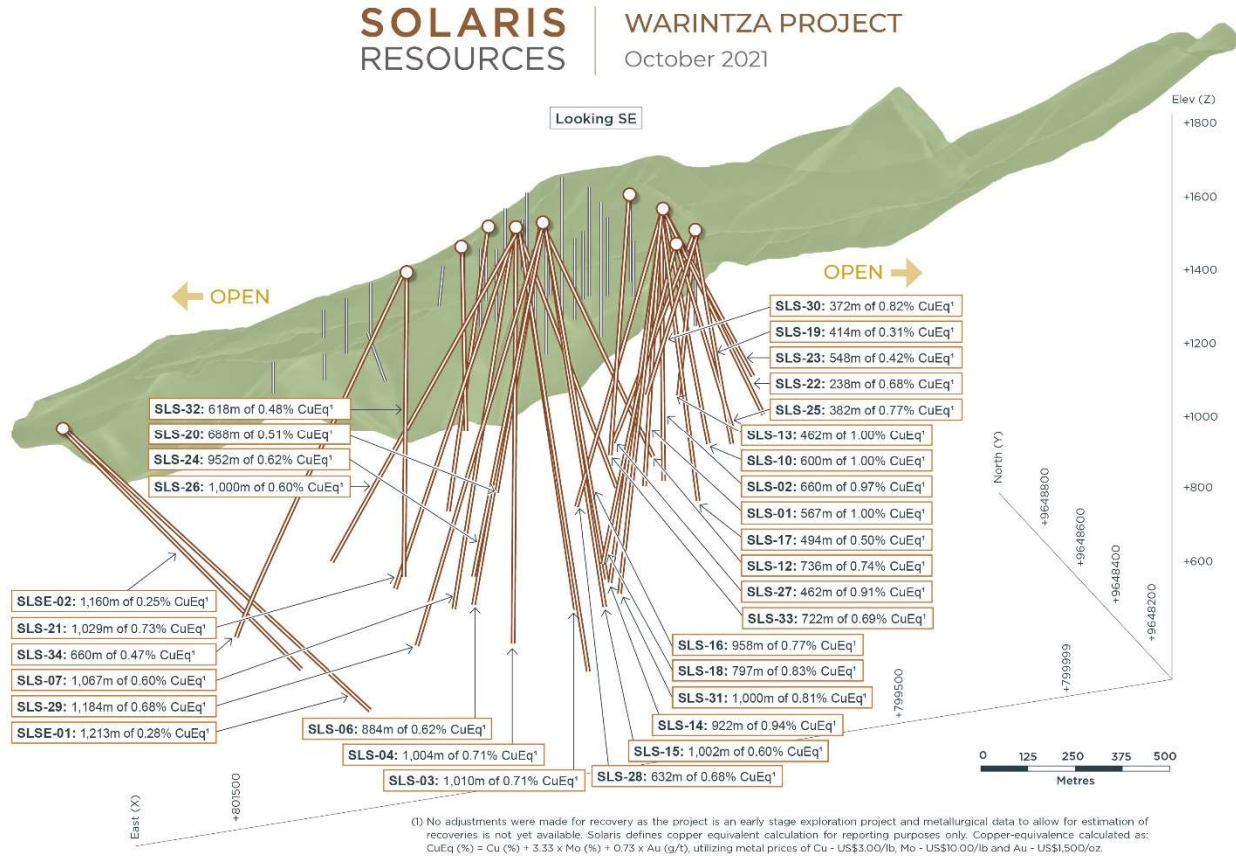 SOLARIS
RESOURCES
WARINTZA PROJECT
October 2021
Looking SE
Elev (Z)
+1800
+1600
+1400
+1200
+1000
+800
+600
OPEN
OPEN
SLS-30: 372m of 0.82% CuEq¹
SLS-19: 414m of 0.31% CuEq¹
SLS-23: 548m of 0.42% CuEq¹
SLS-22: 238m of 0.68% CuEq¹
SLS-25: 382m of 0.77% CuEq¹
SLS-13: 462m of 1.00% CuEq¹
SLS-10: 600m of 1.00% CuEq¹
SLS-02: 660m of 0.97% CuEq¹
SLS-01: 567m of 1.00% CuEq¹
SLS-17: 494m of 0.50% CuEq¹
SLS-12: 736m of 0.74% CuEq¹
SLS-27: 462m of 0.91% CuEq¹
SLS-33: 722m of 0.69% CuEq¹
SLS-32: 618m of 0.48% CuEq¹
SLS-20: 688m of 0.51% CuEq¹
SLS-24: 952m of 0.62% CuEq¹
SLS-26: 1,000m of 0.60% CuEq¹
SLSE-02: 1,160m of 0.25% CuEq¹
SLS-21: 1,029m of 0.73% CuEq¹
SLS-34: 660m of 0.47% CuEq¹
SLS-07: 1,067m of 0.60% CuEq¹
SLS-29: 1,184m of 0.68% CuEq¹
SLSE-01: 1,213m of 0.28% CuEq¹
SLS-16: 958m of 0.77% CuEq¹
SLS-18: 797m of 0.83% CuEq¹
SLS-31: 1,000m of 0.81% CuEq¹
SLS-14: 922m of 0.94% CuEq¹
SLS-15: 1,002m of 0.60% CuEq¹
SLS-28: 632m of 0.68% CuEq¹
SLS-06: 884m of 0.62% CuEq¹
SLS-04: 1,004m of 0.71% CuEq¹
SLS-03: 1,010m of 0.71% CuEq¹
North (Y)
+9648800
+9648600
+9648400
+9648200
+799999
+799500
+801500
East (X)
0 125 250 375 500
Metres
(1) No adjustments were made for recovery as the project is an early stage exploration project and metallurgical data to allow for estimation of
recoveries is not yet available. Solaris defines copper equivalent calculation for reporting purposes only. Copper-equivalence calculated as:
CuEq (%) = Cu (%) + 3.33 x Mo (%) + 0.73 x Au (g/t), utilizing metal prices of Cu - US$3.00/lb, Mo - US$10.00/lb and Au - US$1,500/oz.